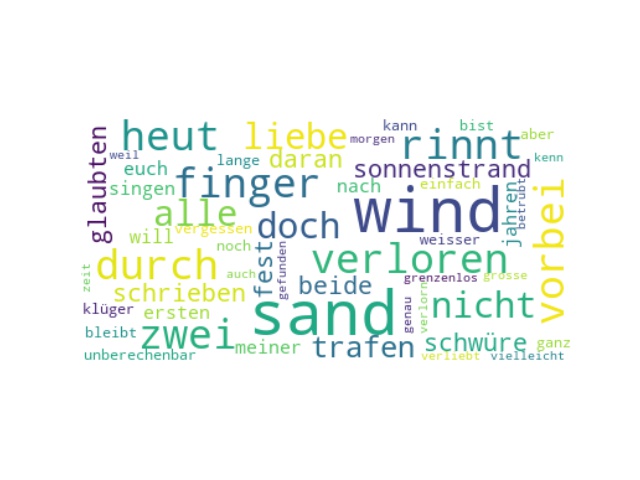 heut
liebe
kann
bist
aber
glaubten
weil
morgen
rinnt
kenn
euch
lange
daran
sonnenstrand
singen
finger
nach
einfach
jahren
betrübt
alle
wind
vorbei
will
vergessen
doch
weisser
noch
gefunden
durch
fest
verloren
zeit
auch
grenzenlos
grosse
schrieben
beide
genau
verlorn
nicht
klüger
ersten
sand
bleibt
zwei
schwüre
ganz
unberechenbar
meiner
trafen
verliebt
vielleicht